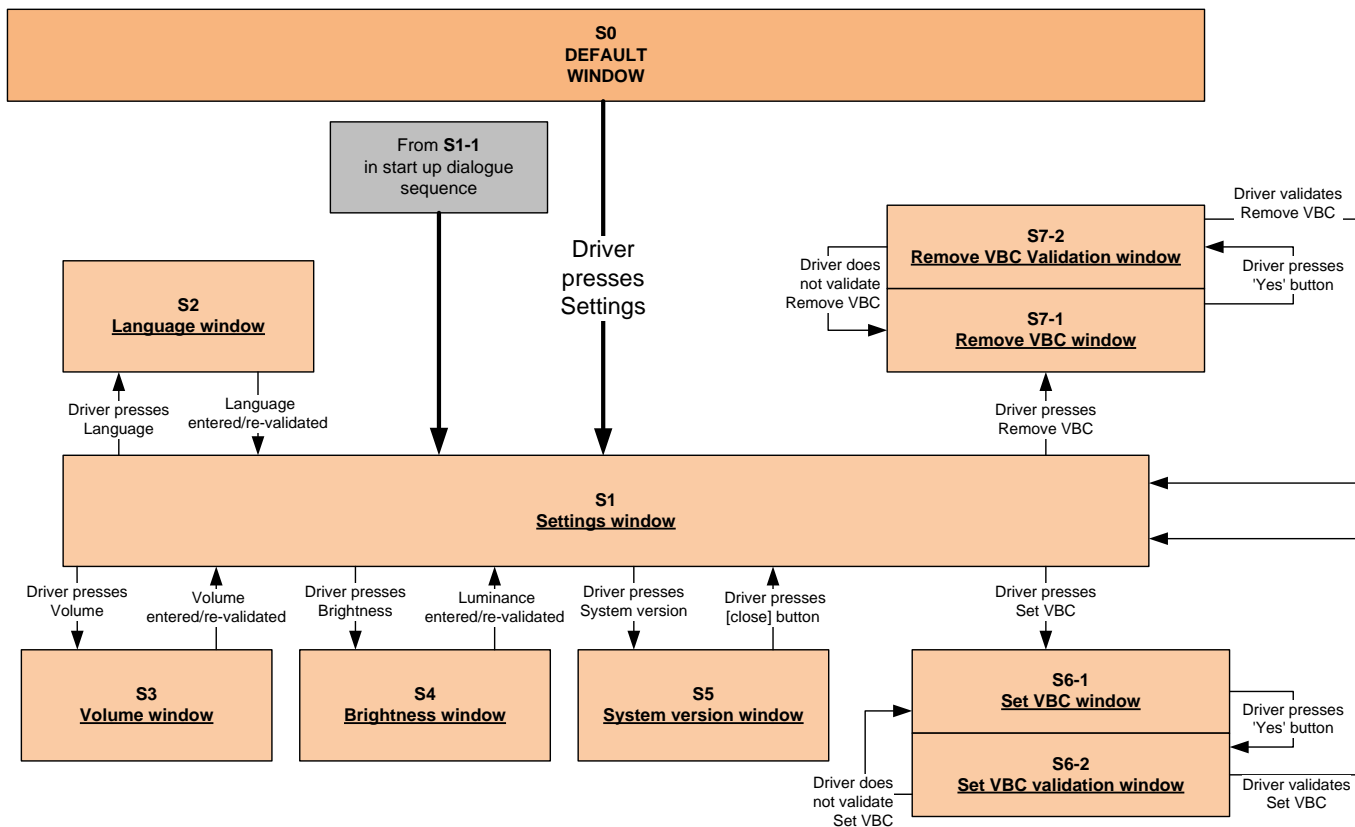 S0
DEFAULT
WINDOW
From S1-1
in start up dialogue
sequence
Driver
presses
Settings
S2
Language window
Driver presses
Language
Language
entered/re-validated
Driver validates
Remove VBC
S7-2
Remove VBC Validation window
Driver does
not validate
Remove VBC
Driver presses
'Yes' button
S7-1
Remove VBC window
Driver presses
Remove VBC
S1
Settings window
Driver presses
Volume
Volume
entered/re-validated
Driver presses
Brightness
Luminance
entered/re-validated
Driver presses
System version
Driver presses
[close] button
Driver presses
Set VBC
S3
Volume window
S4
Brightness window
S5
System version window
S6-1
Set VBC window
Driver presses
'Yes' button
S6-2
Set VBC validation window
Driver does
not validate
Set VBC
Driver validates
Set VBC